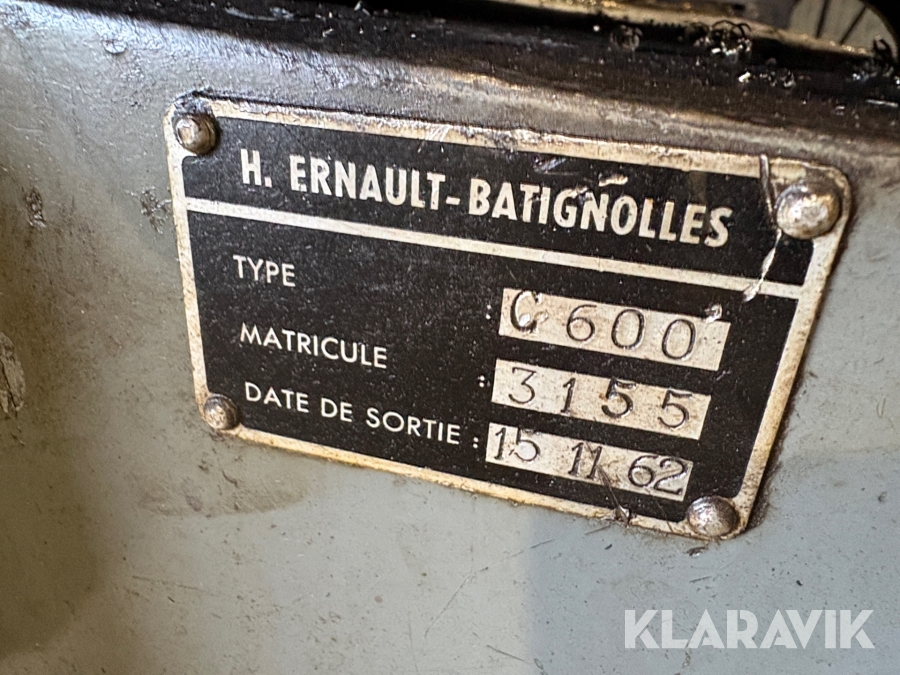 H. ERNAULT-BATIGNOLLES
TYPE : C 600
MATRICULE : 3155
DATE DE SORTIE : 15 11 62
KLARAVIK